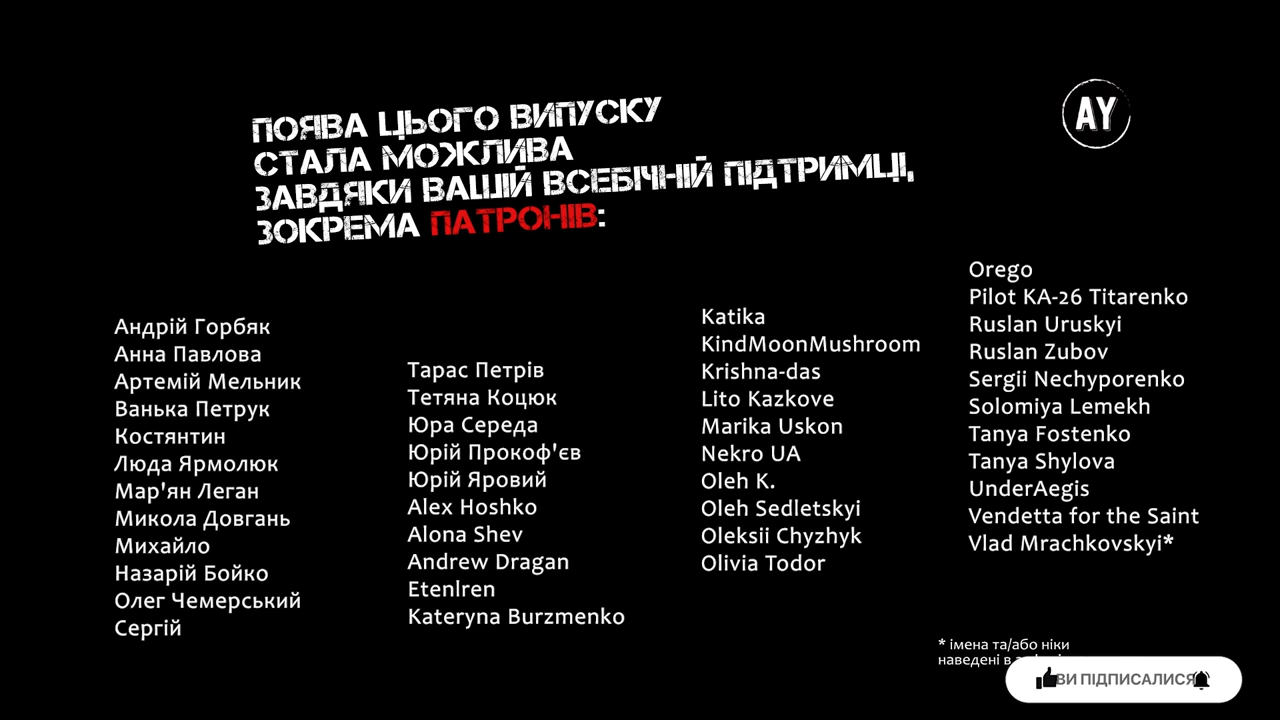 ПОЯВА ЦЬОГО ВИПУСКУ
СТАЛА МОЖЛИВА
ЗАВДЯКИ ВАШІЙ ВСЕБІЧНІЙ ПІДТРИМЦІ,
ЗОКРЕМА ПАТРОНІВ:
АУ
Андрій Горбяк
Анна Павлова
Артемій Мельник
Ванька Петрук
Костянтин
Люда Ярмолюк
Мар'ян Леган
Микола Довгань
Михайло
Назарій Бойко
Олег Чемерський
Сергій
Тарас Петрів
Тетяна Коцюк
Юра Середа
Юрій Прокоф'єв
Юрій Яровий
Alex Hoshko
Alona Shev
Andrew Dragan
Etenlren
Kateryna Burzmenko
Katika
KindMoonMushroom
Krishna-das
Lito Kazkove
Marika Uskon
Nekro UA
Oleh K.
Oleh Sedletskyi
Oleksii Chyzhyk
Olivia Todor
Orego
Pilot KA-26 Titarenko
Ruslan Uruskyi
Ruslan Zubov
Sergii Nechyporenko
Solomiya Lemekh
Tanya Fostenko
Tanya Shylova
UnderAegis
Vendetta for the Saint
Vlad Mrachkovskyi*
* імена та/або ніки
наведені в
ВИ ПІДПИСАЛИСЯ